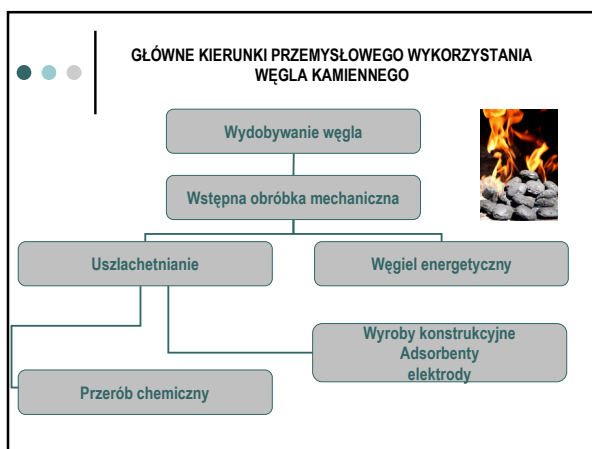 GŁÓWNE KIERUNKI PRZEMYSŁOWEGO WYKORZYSTANIA
WĘGLA KAMIENNEGO
Wydobywanie węgla
Wstępna obróbka mechaniczna
Uszlachetnianie
Węgiel energetyczny
Wyroby konstrukcyjne
Adsorbenty
elektrody
Przerób chemiczny